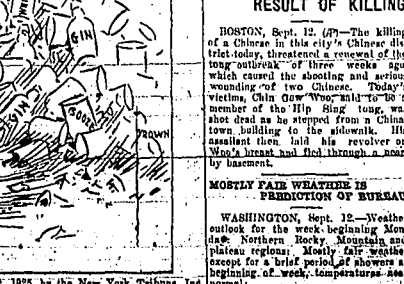 GIN
GIN
BOOZE
RESULT OF KILLING
BOSTON, Sept. 12. (AP)—The killing
of a Chinese in this city's Chinese dis
trict today, threatened a renewal of the
tong outbreak of three weeks ago
which caused the shooting and serious
wounding of two Chinese. Today's
victims, Chin Gow Woo, said to be a
member of Hip Sing tong, was
shot dead as he stepped from a China
town building to the sidewalk. His
assailant then laid his revolver on
Woo's breast and fled through a near
by basement.
MOSTLY FAIR WEATHER IS
PREDICTION OF BUREAU
WASHINGTON, Sept. 12.—Weather
outlook for the week beginning Mon
day: Northern Rocky Mountain and
plateau regions: Mostly fair weather
except for a brief period of showers a
beginning of week, temperatures nea
normal
1925 by the New York Tribune, Inc